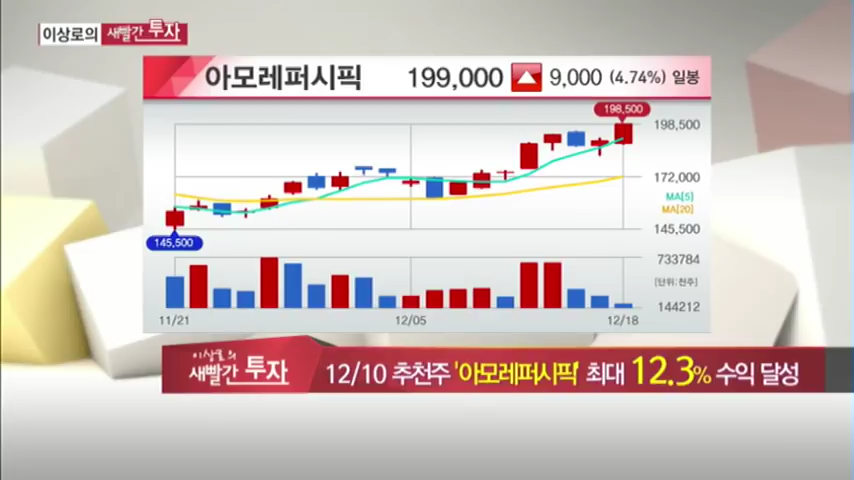 이상로의 새빨간 투자
아모레퍼시픽 199,000 9,000 (4.74%) 일봉
198,500
198,500
172,000
MA[5]
MA[20]
145,500
145,500
733784
[단위:천주]
144212
11/21 12/05 12/18
이상로의
새빨간 투자
12/10 추천주 '아모레퍼시픽' 최대 12.3% 수익 달성